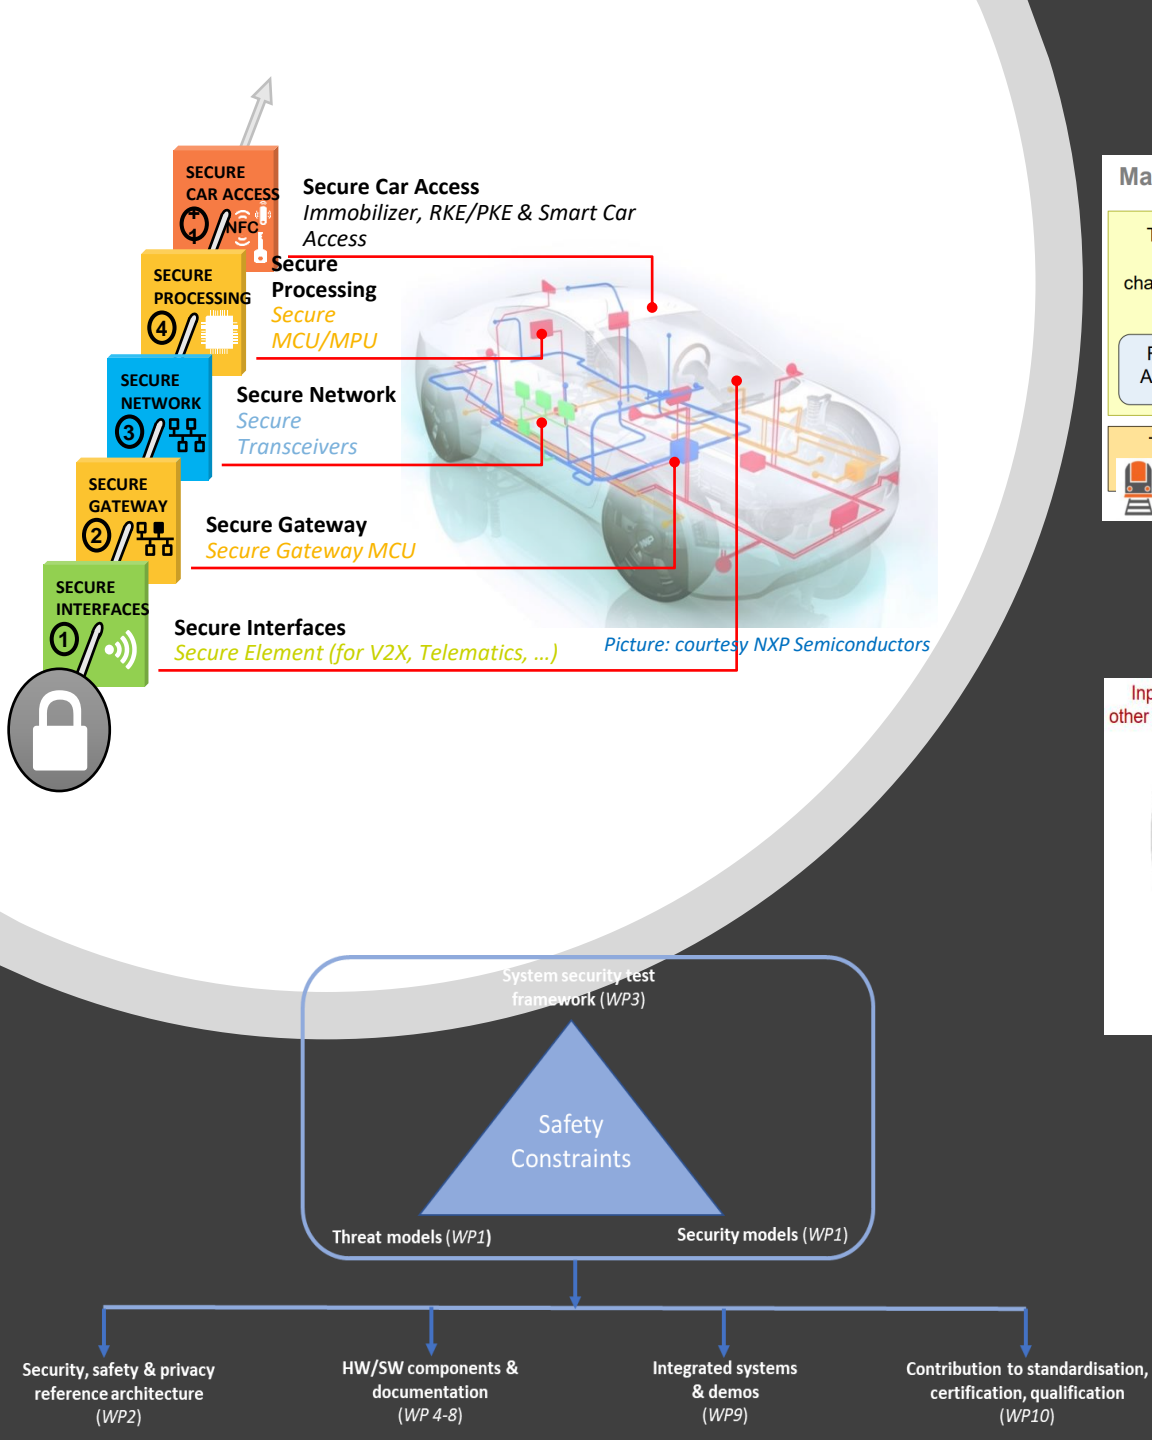 SECURE
CAR ACCESS
+
1
NFC
Secure Car Access
Immobilizer, RKE/PKE & Smart Car
Access
SECURE
PROCESSING
4
Secure
Processing
Secure
MCU/MPU
SECURE
NETWORK
3
Secure Network
Secure
Transceivers
SECURE
GATEWAY
2
Secure Gateway
Secure Gateway MCU
SECURE
INTERFACES
1
Secure Interfaces
Secure Element (for V2X, Telematics, ...)
Picture: courtesy NXP Semiconductors
Ma
T
cha
A
Inp
other
System security test
framework (WP3)
Safety
Constraints
Threat models (WP1)
Security models (WP1)
Security, safety & privacy
reference architecture
(WP2)
HW/SW components &
documentation
(WP 4-8)
Integrated systems
& demos
(WP9)
Contribution to standardisation,
certification, qualification
(WP10)